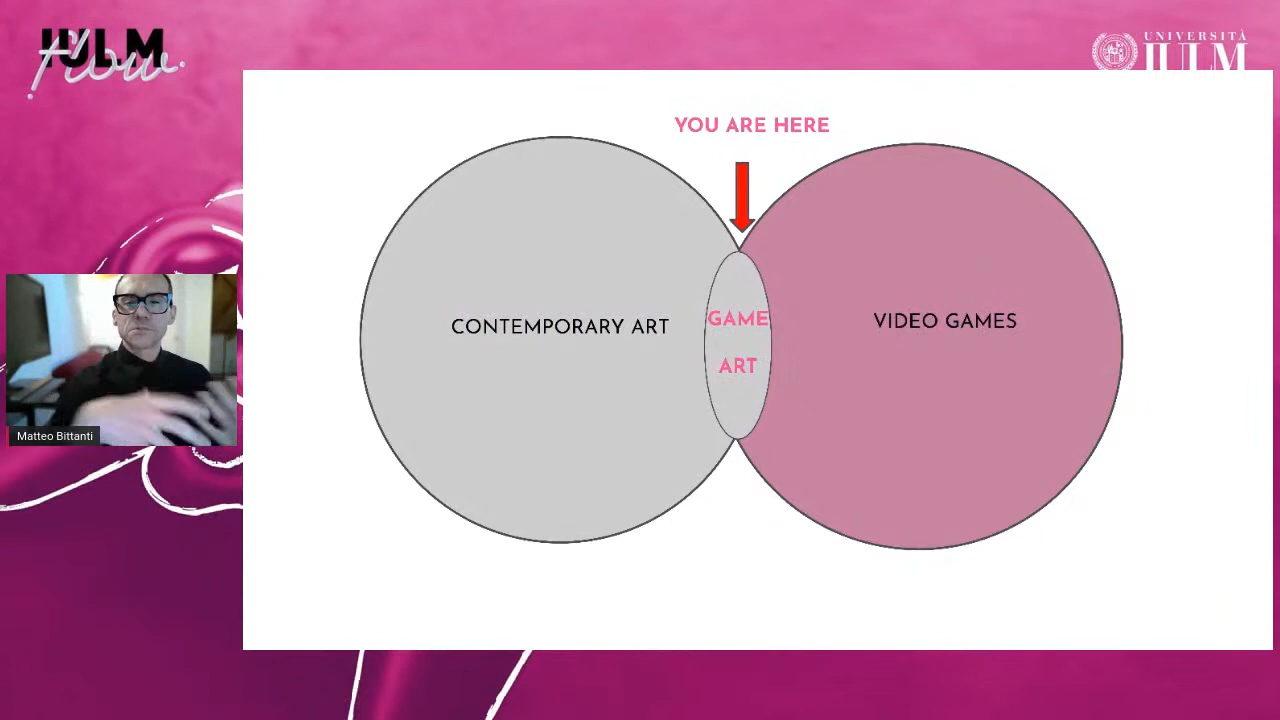 IULM
flow.
UNIVERSITÀ
IULM
YOU ARE HERE
CONTEMPORARY ART
GAME
ART
VIDEO GAMES
Matteo Bittanti